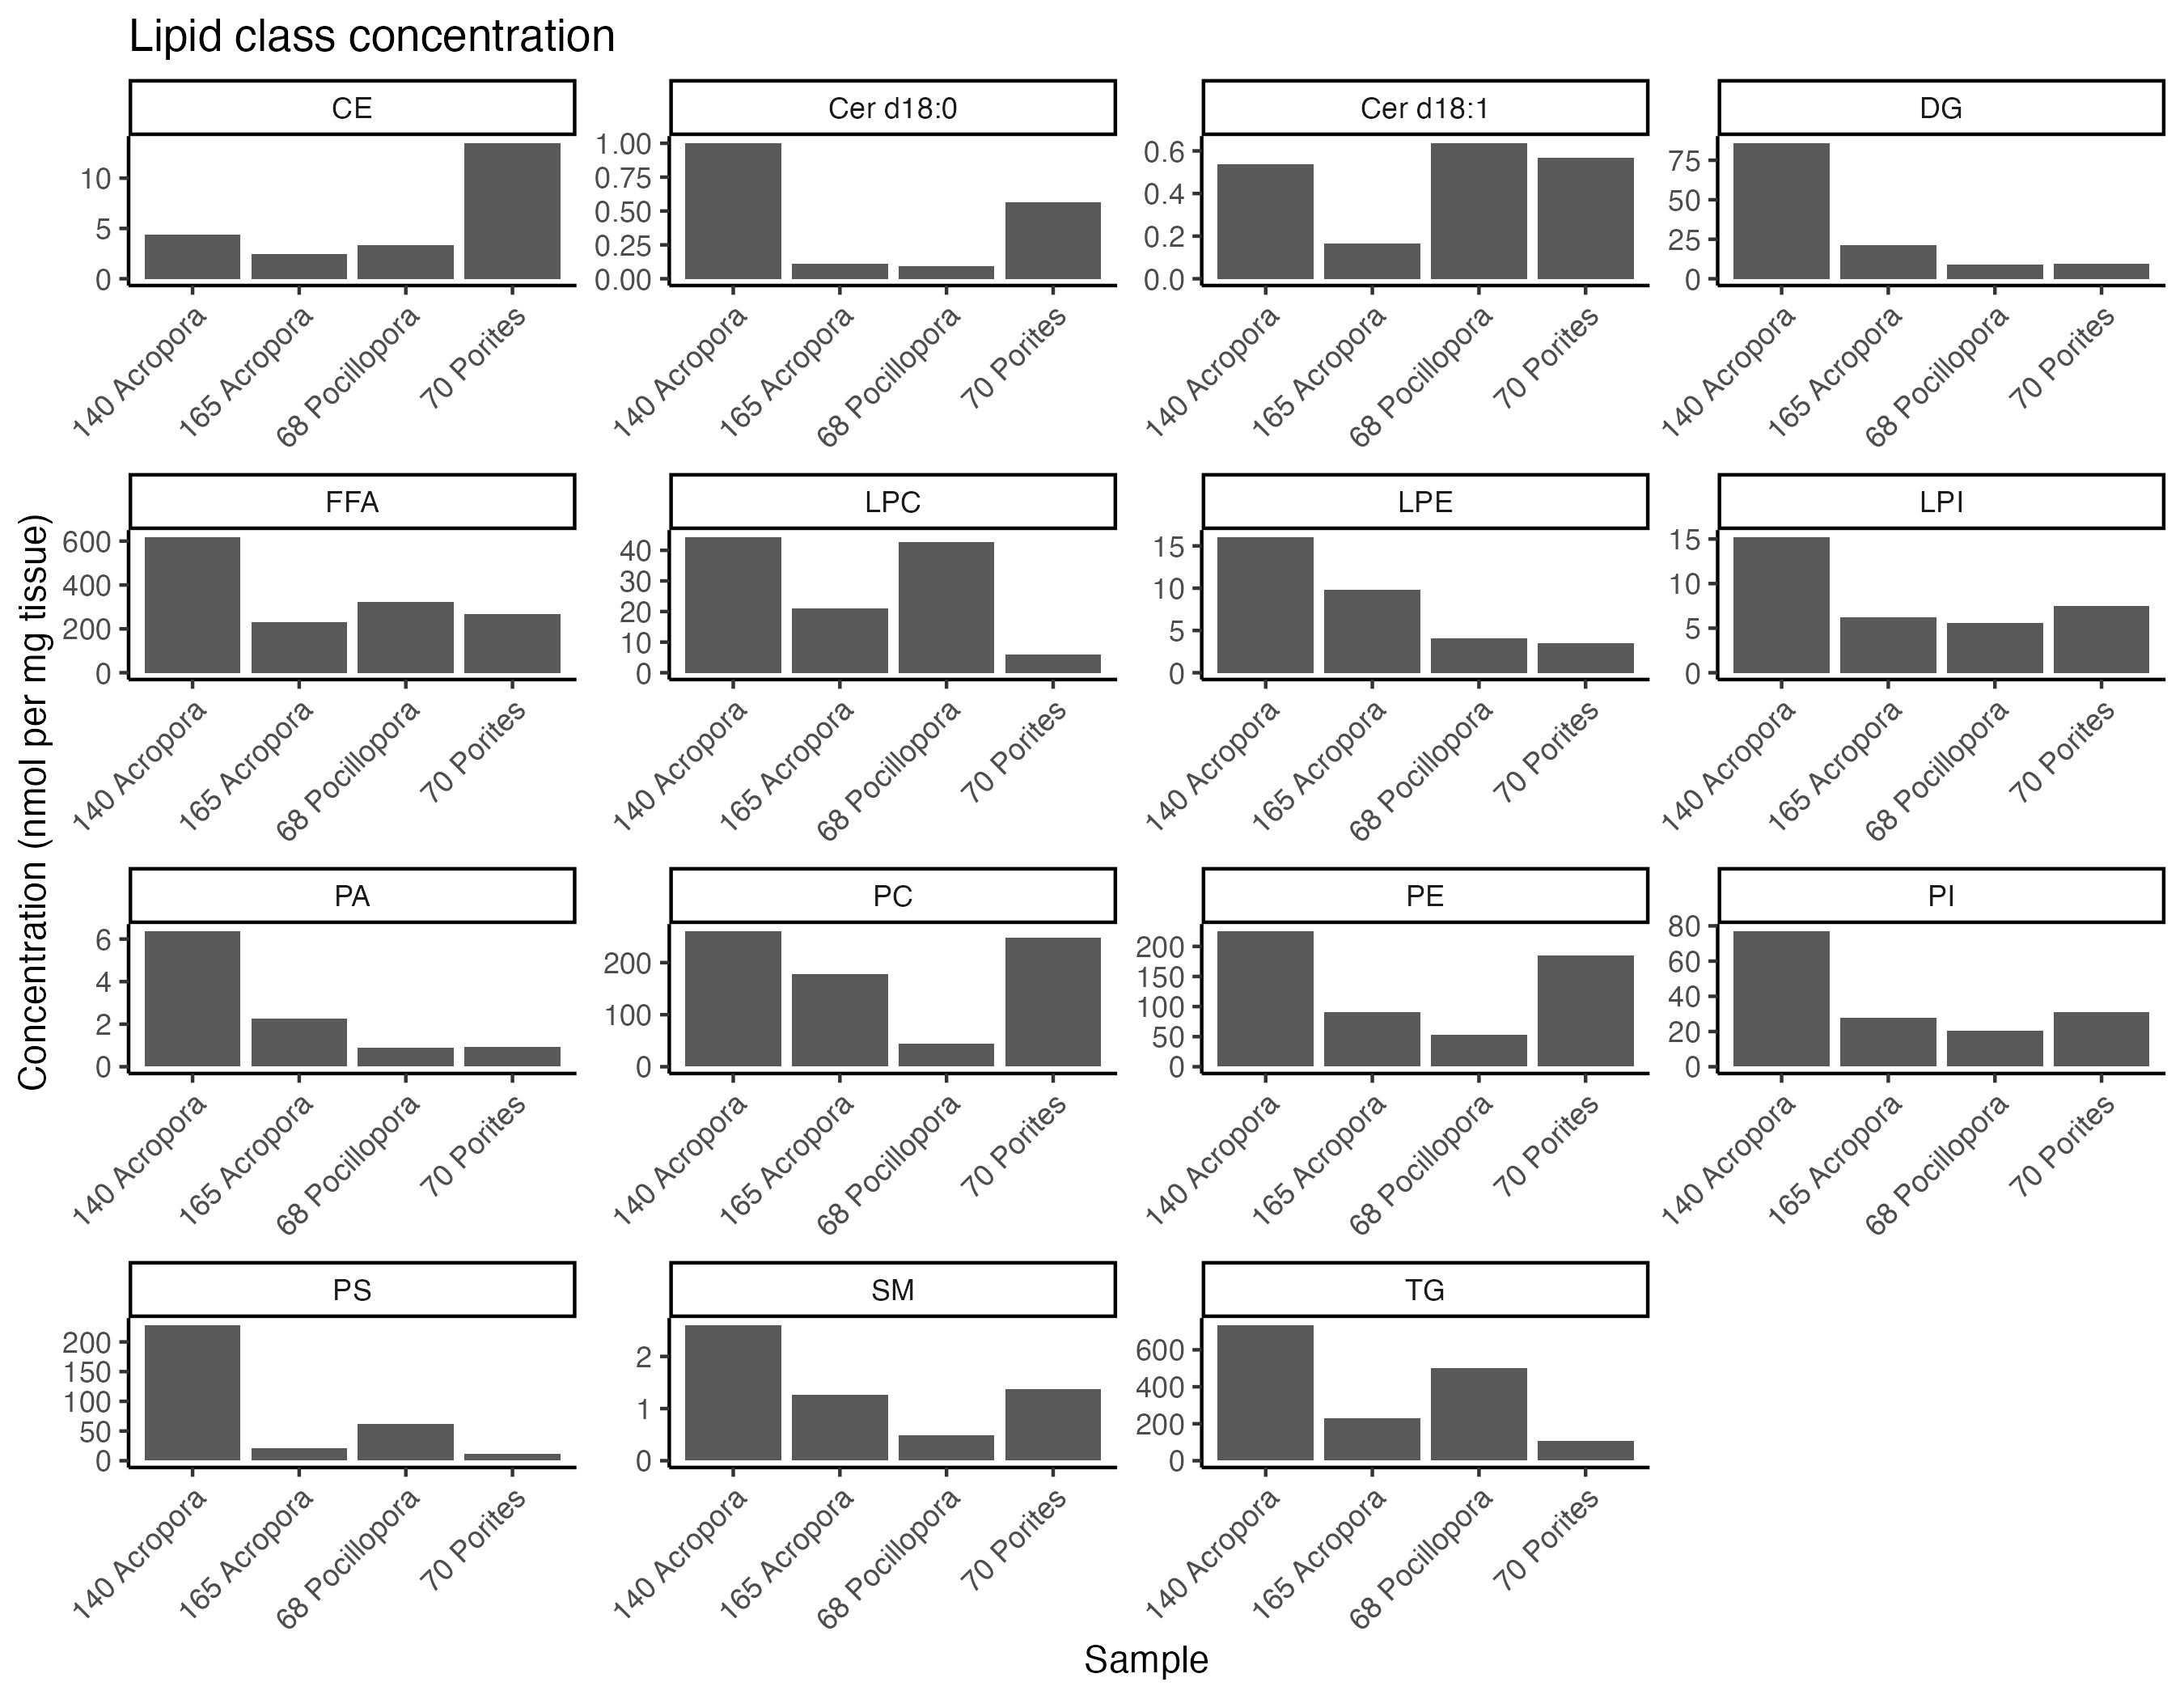 Lipid class concentration
CE
Cer d18:0
Cer d18:1
DG
10
5
0
1.00
0.75
0.50
0.25
0.00
0.6
0.4
0.2
0.0
75
50
25
0
140 Acropora
165 Acropora
68 Pocillopora
70 Porites
140 Acropora
165 Acropora
68 Pocillopora
70 Porites
140 Acropora
165 Acropora
68 Pocillopora
70 Porites
140 Acropora
165 Acropora
68 Pocillopora
70 Porites
Concentration (nmol per mg tissue)
FFA
LPC
LPE
LPI
600
400
200
0
40
30
20
10
0
15
10
5
0
15
10
5
0
140 Acropora
165 Acropora
68 Pocillopora
70 Porites
140 Acropora
165 Acropora
68 Pocillopora
70 Porites
140 Acropora
165 Acropora
68 Pocillopora
70 Porites
140 Acropora
165 Acropora
68 Pocillopora
70 Porites
PA
PC
PE
PI
6
4
2
0
200
100
0
200
150
100
50
0
80
60
40
20
0
140 Acropora
165 Acropora
68 Pocillopora
70 Porites
140 Acropora
165 Acropora
68 Pocillopora
70 Porites
140 Acropora
165 Acropora
68 Pocillopora
70 Porites
140 Acropora
165 Acropora
68 Pocillopora
70 Porites
PS
SM
TG
200
150
100
50
0
2
1
0
600
400
200
0
140 Acropora
165 Acropora
68 Pocillopora
70 Porites
140 Acropora
165 Acropora
68 Pocillopora
70 Porites
140 Acropora
165 Acropora
68 Pocillopora
70 Porites
Sample